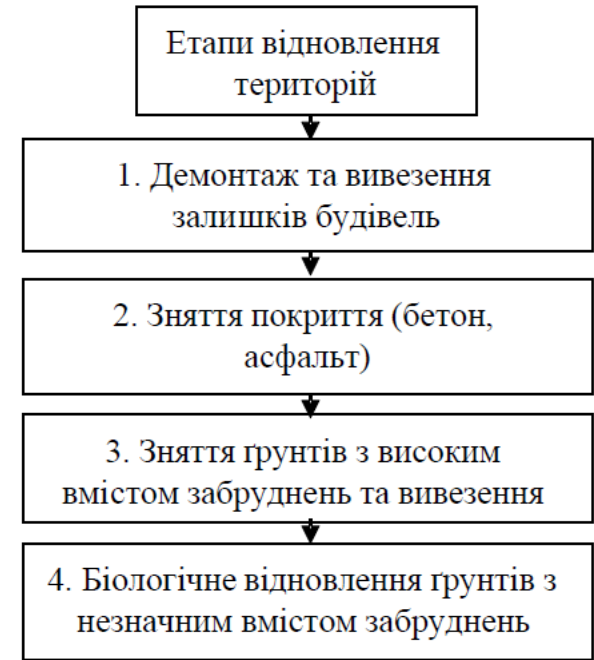 Етапи відновлення
територій
1. Демонтаж та вивезення
залишків будівель
2. Зняття покриття (бетон,
асфальт)
3. Зняття ґрунтів з високим
вмістом забруднень та вивезення
4. Біологічне відновлення ґрунтів з
незначним вмістом забруднень